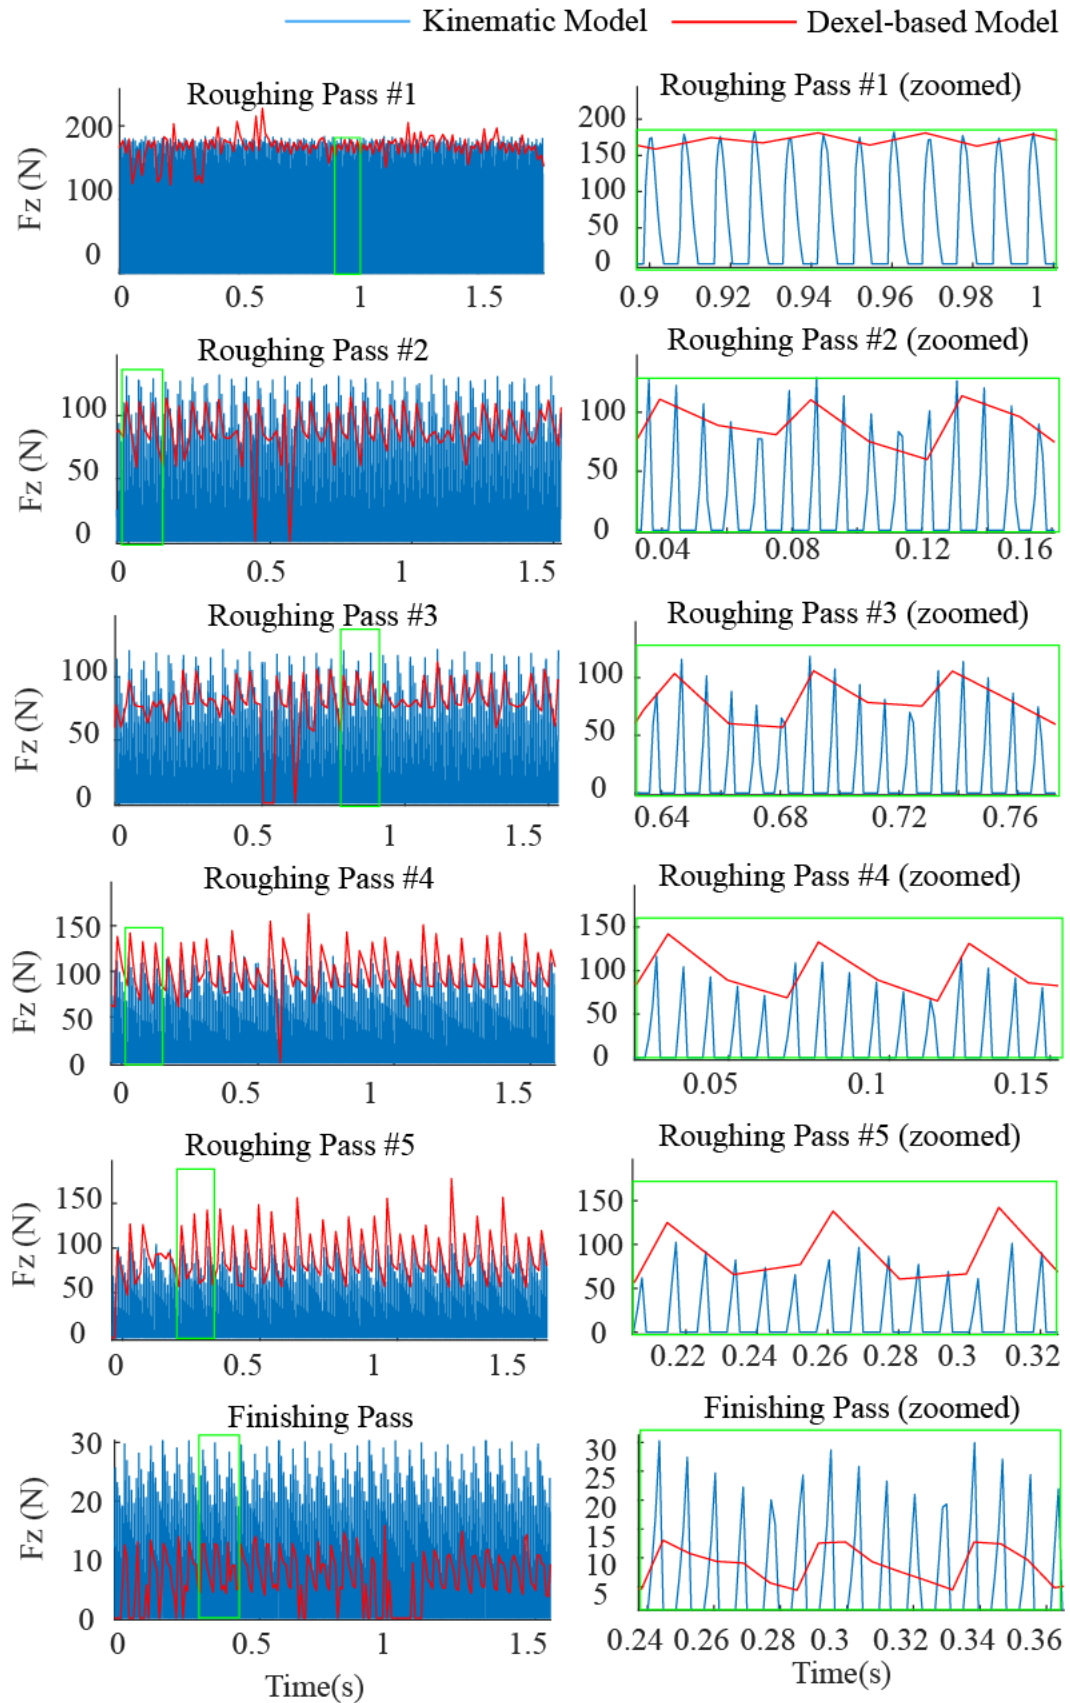 Kinematic Model Dexel-based Model
Roughing Pass #1
Fz (N)
200
100
0
0 0.5 1 1.5
Roughing Pass #1 (zoomed)
200
150
100
50
0
0.9 0.92 0.94 0.96 0.98 1
Roughing Pass #2
Fz (N)
100
50
0
0 0.5 1 1.5
Roughing Pass #2 (zoomed)
100
50
0
0.04 0.08 0.12 0.16
Roughing Pass #3
Fz (N)
100
50
0
0 0.5 1 1.5
Roughing Pass #3 (zoomed)
100
50
0
0.64 0.68 0.72 0.76
Roughing Pass #4
Fz (N)
150
100
50
0
0 0.5 1 1.5
Roughing Pass #4 (zoomed)
150
100
50
0
0.05 0.1 0.15
Roughing Pass #5
Fz (N)
150
100
50
0
0 0.5 1 1.5
Roughing Pass #5 (zoomed)
150
100
50
0
0.22 0.24 0.26 0.28 0.3 0.32
Finishing Pass
Fz (N)
30
20
10
0
0 0.5 1 1.5
Time(s)
Finishing Pass (zoomed)
30
25
20
15
10
5
0.24 0.26 0.28 0.3 0.32 0.34 0.36
Time(s)